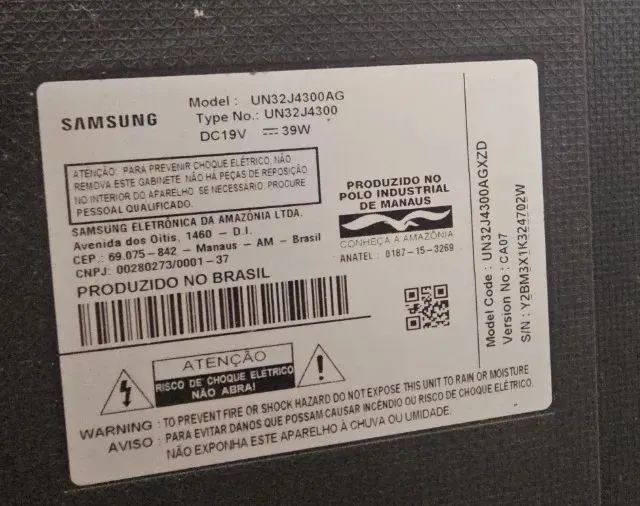 SAMSUNG
Model : UN32J4300AG
Type No.: UN32J4300
DC19V ⎓ 39W
ATENÇÃO: PARA PREVENIR CHOQUE ELÉTRICO, NÃO
REMOVA ESTE GABINETE NÃO HÁ PEÇAS DE REPOSIÇÃO
NO INTERIOR DO APARELHO SE NECESSÁRIO, PROCURE
PESSOAL QUALIFICADO.
SAMSUNG ELETRÔNICA DA AMAZÔNIA LTDA.
Avenida dos Oitis, 1460 - D.I.
CEP : 69.075-842 - Manaus - AM - Brasil
CNPJ: 00280273/0001-37
PRODUZIDO NO BRASIL
PRODUZIDO NO
POLO INDUSTRIAL
DE MANAUS
CONHEÇA A AMAZÔNIA
ANATEL : 0187-15-3269
ATENÇÃO
RISCO DE CHOQUE ELÉTRICO
NÃO ABRA!
WARNING : TO PREVENT FIRE OR SHOCK HAZARD DO NOT EXPOSE THIS UNIT TO RAIN OR MOISTURE
AVISO : PARA EVITAR DÁNOS QUE POSSAM CAUSAR INCÊNDIO OU RISCO DE CHOQUE ELÉTRICO.
NÃO EXPONHA ESTE APARELHO À CHUVA OU UMIDADE.
Model Code : UN32J4300AGXZD
Version No : CA07
S/N : Y2BM3X1K324702W